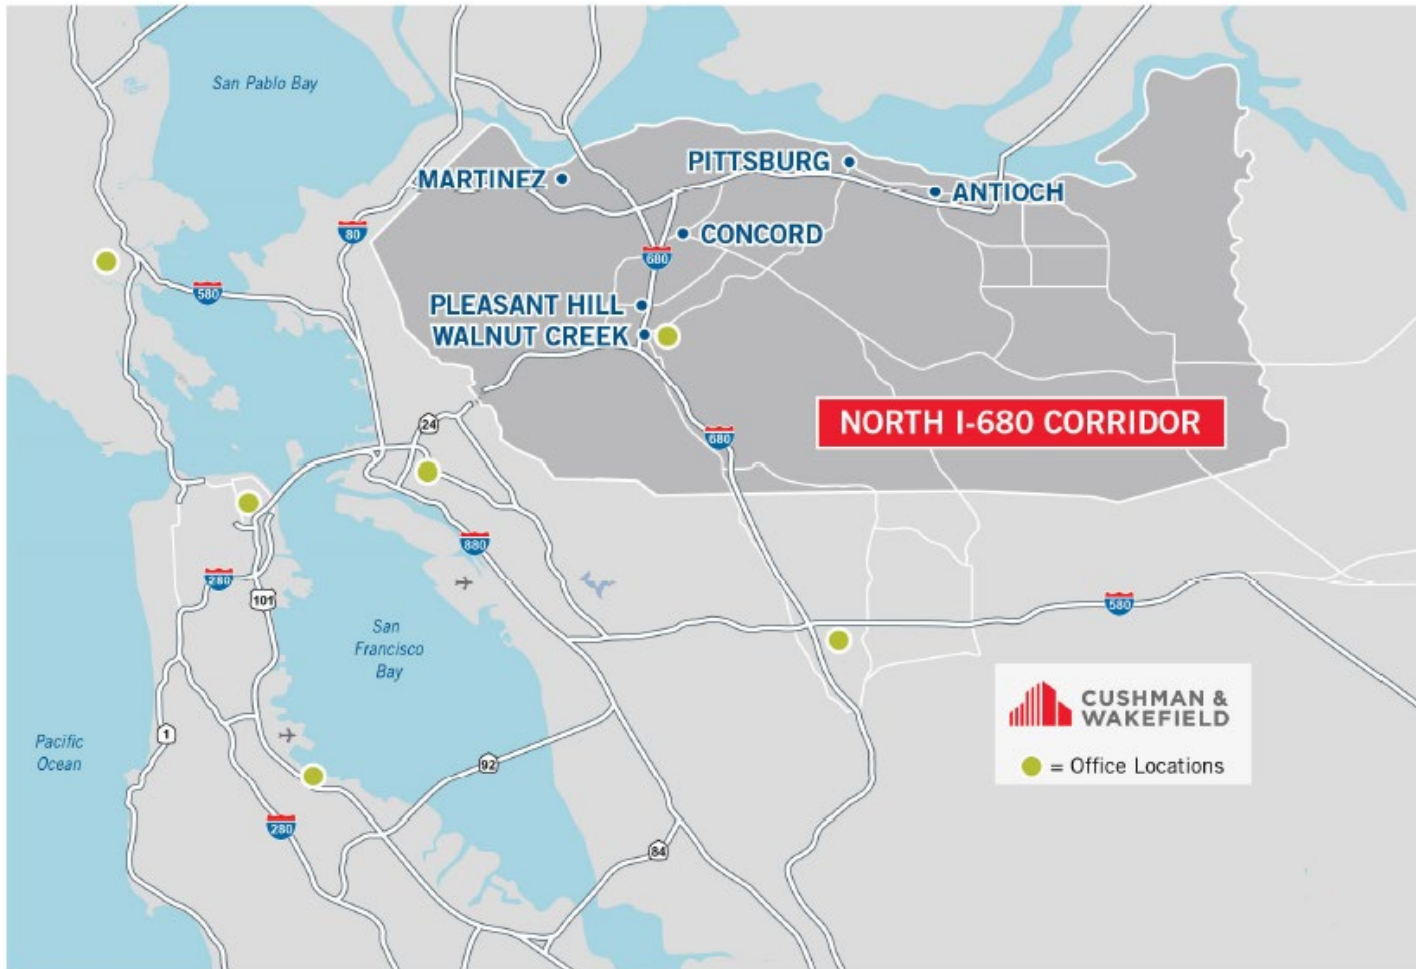 San Pablo Bay
MARTINEZ
PITTSBURG
ANTIOCH
80
CONCORD
680
580
PLEASANT HILL
WALNUT CREEK
24
NORTH I-680 CORRIDOR
680
880
280
101
580
San
Francisco
Bay
CUSHMAN &
WAKEFIELD
= Office Locations
1
Pacific
Ocean
92
280
84